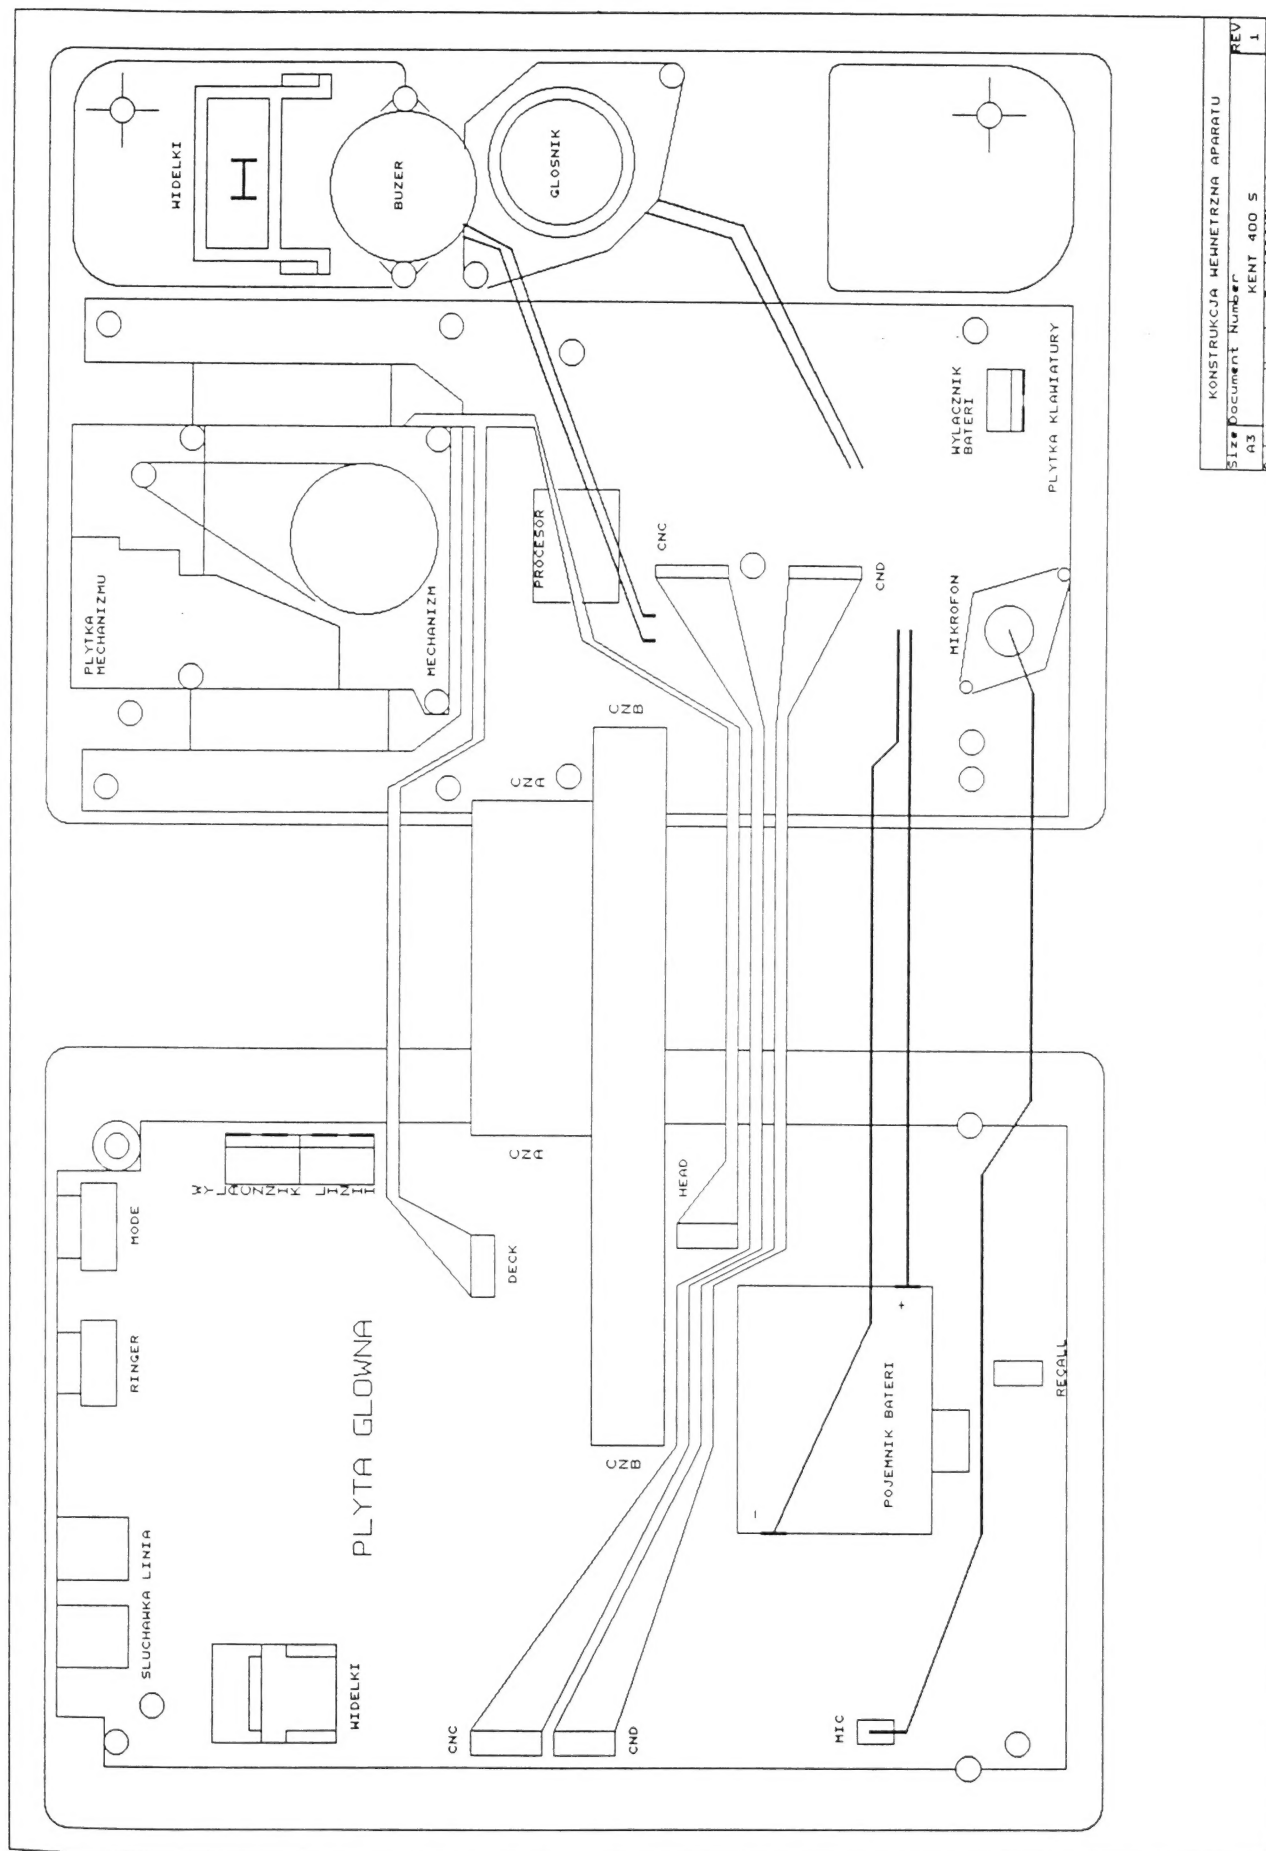 WIDELKI
BUZER
GLOSNIK
PLYTKA
MECHANIZMU
MECHANIZM
PROCESOR
CNC
CND
WYLACZNIK
BATERI
PLYTKA KLAWIATURY
MIKROFON
CNA
CNB
CNA
CNB
MODE
RINGER
SLUCHAWKA LINIA
WYLACZNIK LINII
DECK
HEAD
PLYTA GLOWNA
WIDELKI
CNC
CND
MIC
POJEMNIK BATERI
+
-
RECALL
KONSTRUKCJA WEWNETRZNA APARATU
Size Document Number REV
A3 KENT 400 S 1